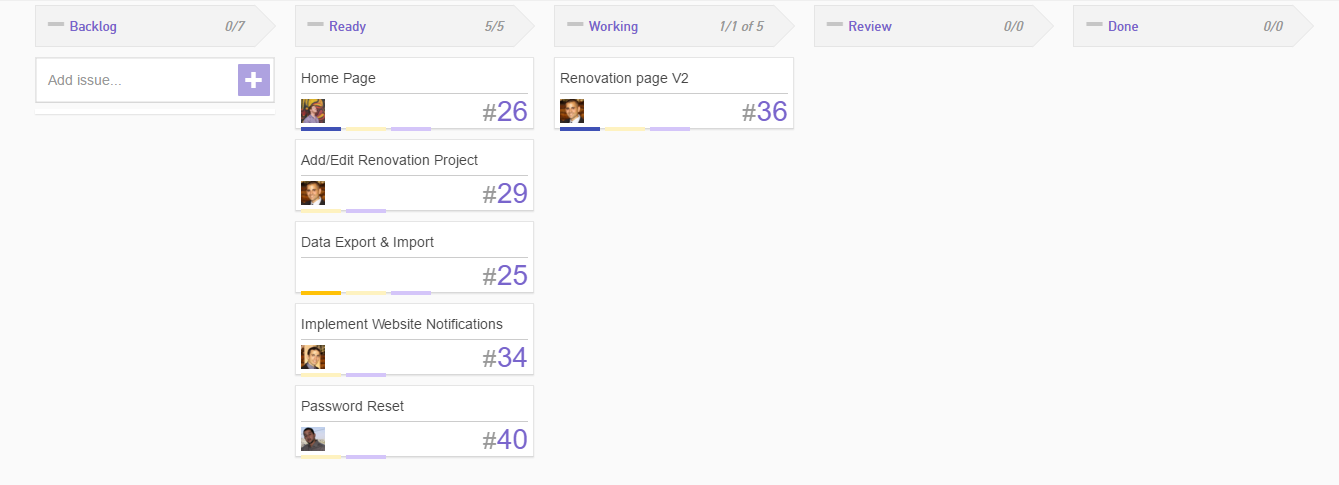 Backlog 0/7
Ready 5/5
Working 1/1 of 5
Review 0/0
Done 0/0
Add issue...
Home Page
#26
Add/Edit Renovation Project
#29
Data Export & Import
#25
Implement Website Notifications
#34
Password Reset
#40
Renovation page V2
#36